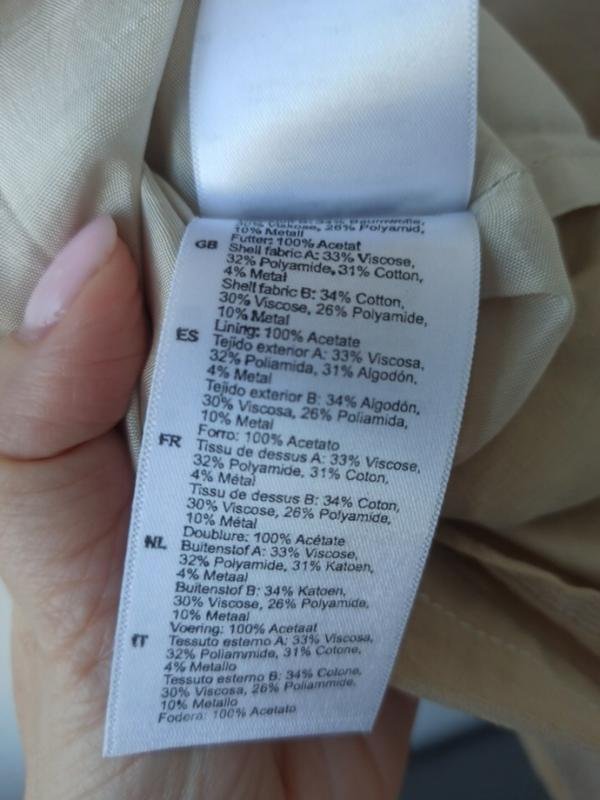 30% Viskose, 26% Polyamid,
10% Metall
Futter: 100% Acetat
GB Shell fabric A: 33% Viscose,
32% Polyamide, 31% Cotton,
4% Metal
Shell fabric B: 34% Cotton,
30% Viscose, 26% Polyamide,
10% Metal
Lining: 100% Acetate
ES Tejido exterior A: 33% Viscosa,
32% Poliamida, 31% Algodón,
4% Metal
Tejido exterior B: 34% Algodón,
30% Viscosa, 26% Poliamida,
10% Metal
Forro: 100% Acetato
FR Tissu de dessus A: 33% Viscose,
32% Polyamide, 31% Coton,
4% Métal
Tissu de dessus B: 34% Coton,
30% Viscose, 26% Polyamide,
10% Métal
Doublure: 100% Acétate
NL Buitenstof A: 33% Viscose,
32% Polyamide, 31% Katoen,
4% Metaal
Buitenstof B: 34% Katoen,
30% Viscose, 26% Polyamide,
10% Metaal
Voering: 100% Acetaat
IT Tessuto esterno A: 33% Viscosa,
32% Poliammide, 31% Cotone,
4% Metallo
Tessuto esterno B: 34% Cotone,
30% Viscosa, 26% Poliammide,
10% Metallo
Fodera: 100% Acetato